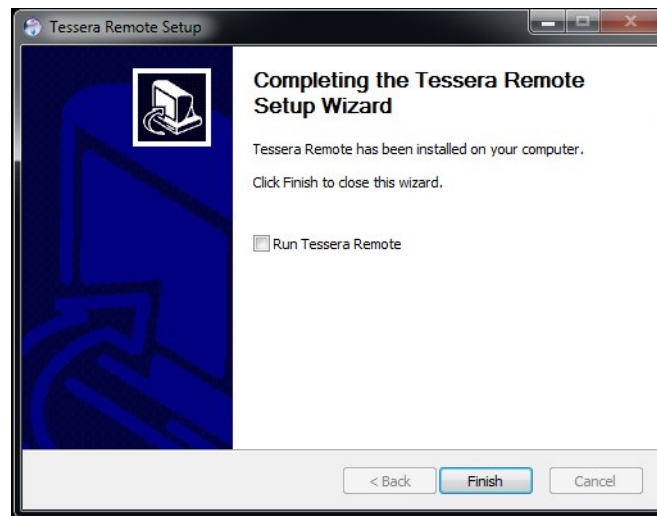 Tessera Remote Setup
Completing the Tessera Remote
Setup Wizard
Tessera Remote has been installed on your computer.
Click Finish to close this wizard.
Run Tessera Remote
< Back
Finish
Cancel